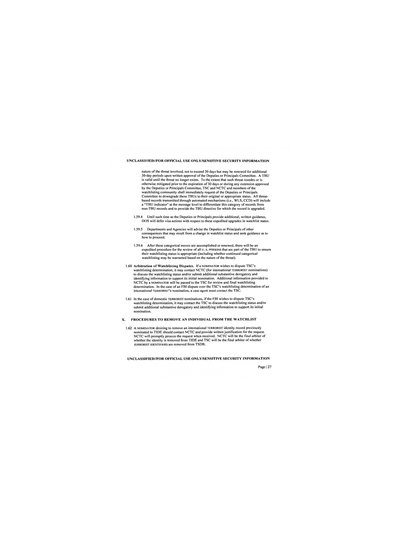 UNCLASSIFIED//FOR OFFICIAL USE ONLY/SENSITIVE SECURITY INFORMATION
nature of the threat involved, not to exceed 30 days but may be renewed for additional
30-day periods upon written approval of the Deputies or Principals Committee. A TBU
is valid until the threat no longer exists. To the extent that such threat recedes or is
otherwise mitigated prior to the expiration of 30 days or during any extension approved
by the Deputies or Principals Committee, TSC and NCTC and members of the
watchlisting community shall immediately request of the Deputies or Principals
Committee to downgrade these TBUs to their original or appropriate status. All threat-
based records transmitted through automated mechanisms (i.e., WLS, CCD) will include
a "TBU indicator" at the message level to differentiate this category of records from
non-TBU records and to provide the TBU directive for which the record is upgraded.
1.59.4 Until such time as the Deputies or Principals provide additional, written guidance,
DOS will defer visa actions with respect to these expedited upgrades in watchlist status.
1.59.5 Departments and Agencies will advise the Deputies or Principals of other
consequences that may result from a change in watchlist status and seek guidance as to
how to proceed.
1.59.6 After these categorical moves are accomplished or renewed, there will be an
expedited procedure for the review of all U.S. PERSONS that are part of the TBU to ensure
their watchlisting status is appropriate (including whether continued categorical
watchlisting may be warranted based on the nature of the threat).
1.60 Arbitration of Watchlisting Disputes. If a NOMINATOR wishes to dispute TSC's
watchlisting determination, it may contact NCTC (for international TERRORIST nominations)
to discuss the watchlisting status and/or submit additional substantive derogatory and
identifying information to support its initial nomination. Additional information provided to
NCTC by a NOMINATOR will be passed to the TSC for review and final watchlisting
determination. In the case of an FBI dispute over the TSC's watchlisting determination of an
international TERRORIST's nomination, a case agent must contact the TSC.
1.61 In the case of domestic TERRORIST nominations, if the FBI wishes to dispute TSC's
watchlisting determination, it may contact the TSC to discuss the watchlisting status and/or
submit additional substantive derogatory and identifying information to support its initial
nomination.
X. PROCEDURES TO REMOVE AN INDIVIDUAL FROM THE WATCHLIST
1.62 A NOMINATOR desiring to remove an international TERRORIST identity record previously
nominated to TIDE should contact NCTC and provide written justification for the request.
NCTC will promptly process the request when received. NCTC will be the final arbiter of
whether the identity is removed from TIDE and TSC will be the final arbiter of whether
TERRORIST IDENTIFIERS are removed from TSDB.
UNCLASSIFIED//FOR OFFICIAL USE ONLY/SENSITIVE SECURITY INFORMATION
Page | 27